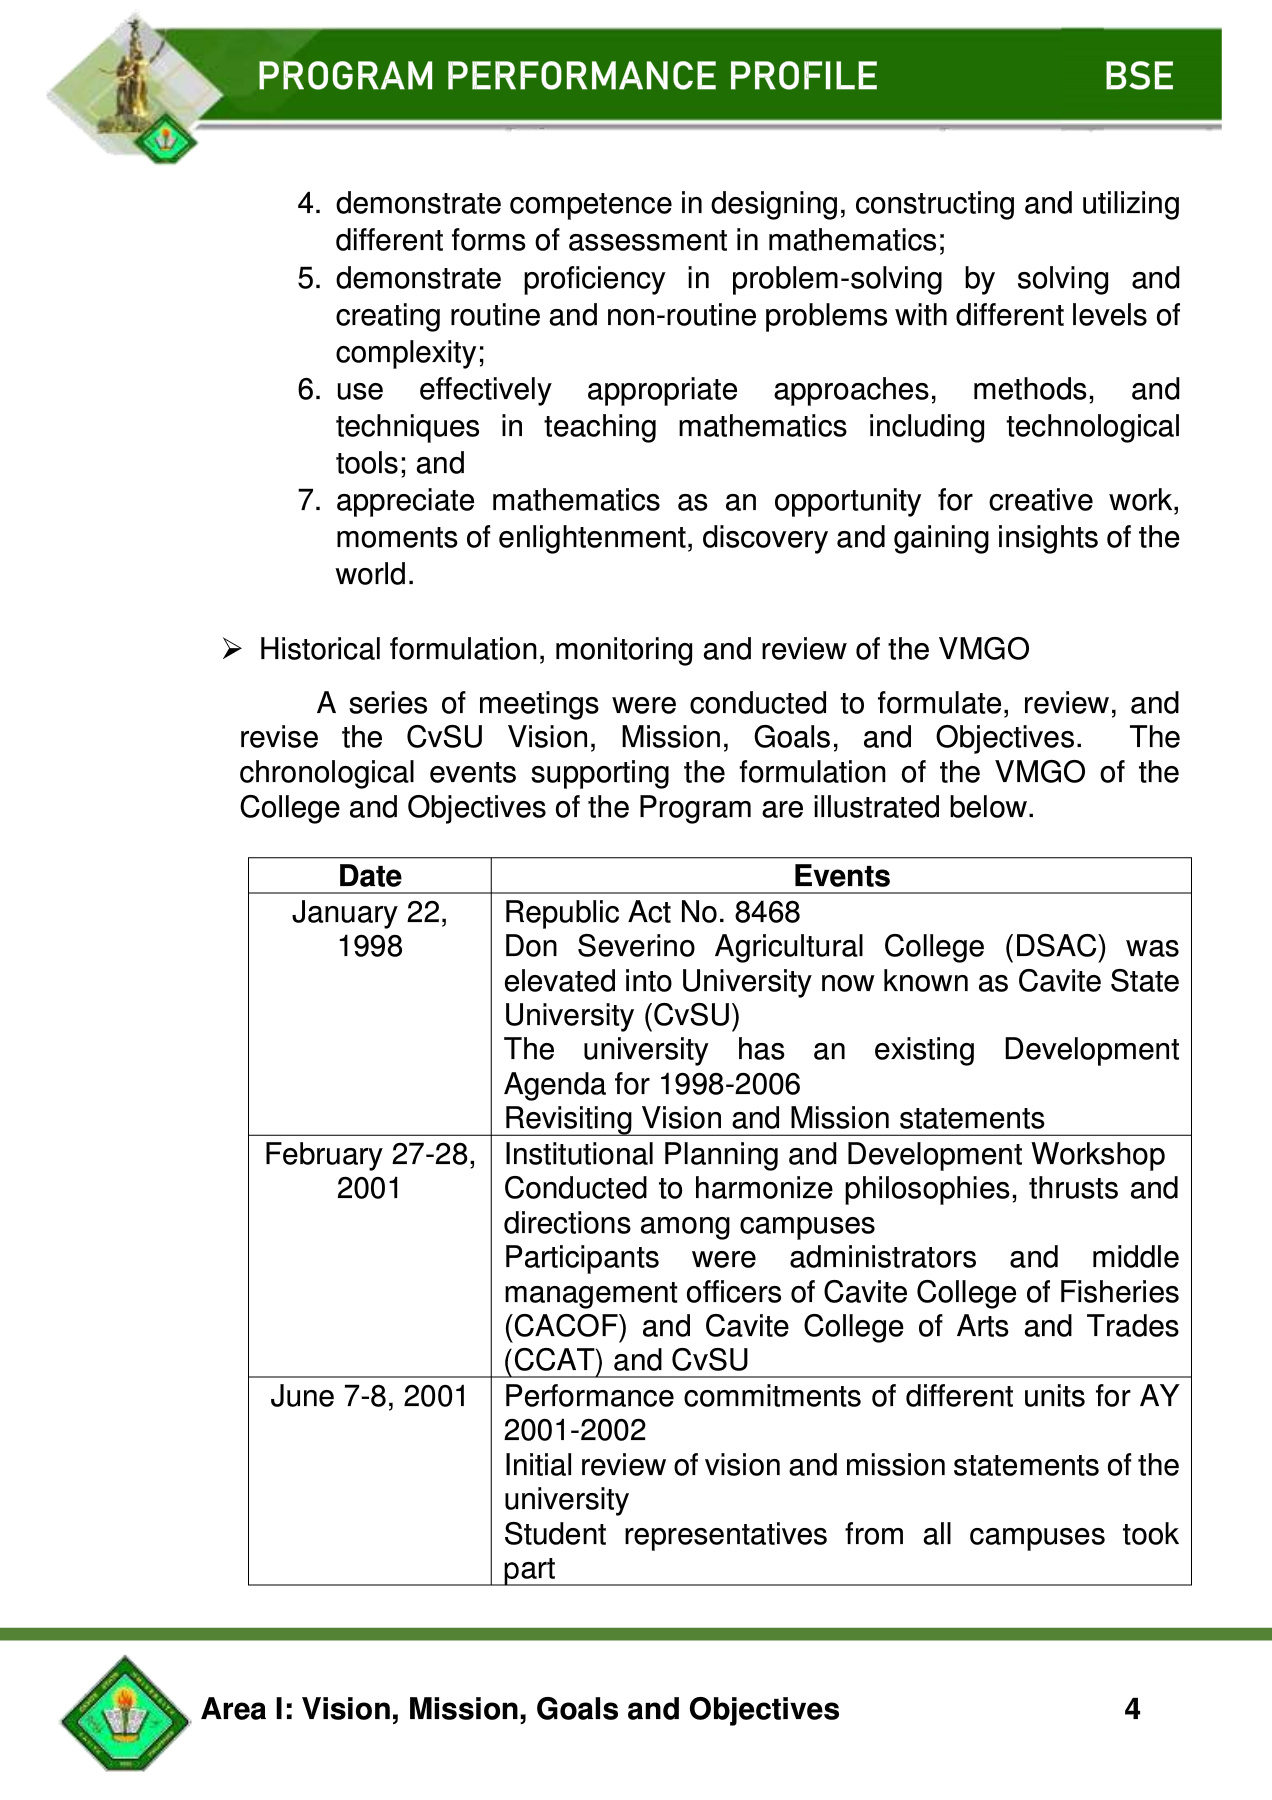 PROGRAM PERFORMANCE PROFILE BSE
4. demonstrate competence in designing, constructing and utilizing
different forms of assessment in mathematics;
5. demonstrate proficiency in problem-solving by solving and
creating routine and non-routine problems with different levels of
complexity;
6. use effectively appropriate approaches, methods, and
techniques in teaching mathematics including technological
tools; and
7. appreciate mathematics as an opportunity for creative work,
moments of enlightenment, discovery and gaining insights of the
world.
➢ Historical formulation, monitoring and review of the VMGO
A series of meetings were conducted to formulate, review, and
revise the CvSU Vision, Mission, Goals, and Objectives. The
chronological events supporting the formulation of the VMGO of the
College and Objectives of the Program are illustrated below.
Date Events
January 22,
1998
Republic Act No. 8468
Don Severino Agricultural College (DSAC) was
elevated into University now known as Cavite State
University (CvSU)
The university has an existing Development
Agenda for 1998-2006
Revisiting Vision and Mission statements
February 27-28,
2001
Institutional Planning and Development Workshop
Conducted to harmonize philosophies, thrusts and
directions among campuses
Participants were administrators and middle
management officers of Cavite College of Fisheries
(CACOF) and Cavite College of Arts and Trades
(CCAT) and CvSU
June 7-8, 2001
Performance commitments of different units for AY
2001-2002
Initial review of vision and mission statements of the
university
Student representatives from all campuses took
part
Area I: Vision, Mission, Goals and Objectives 4